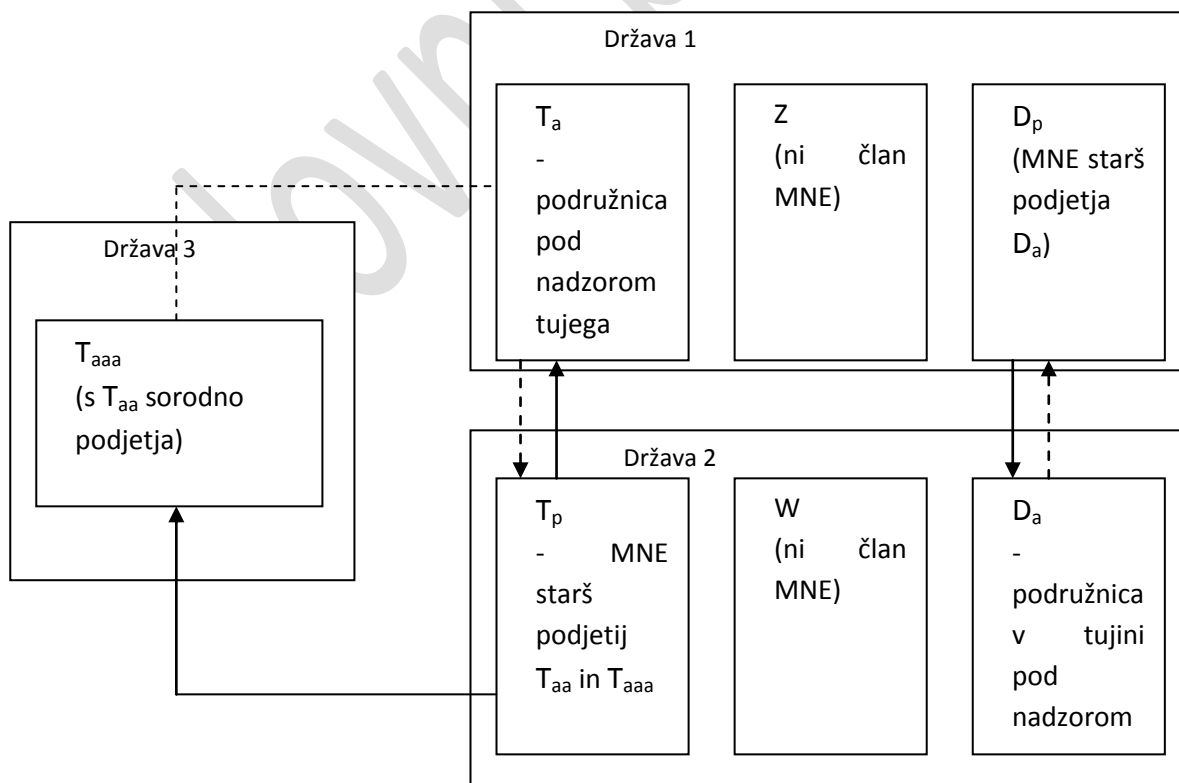 Država 1
Tₐ
-
podružnica
pod
nadzorom
tujega
Z
(ni član
MNE)
Dₚ
(MNE starš
podjetja
Dₐ)
Država 3
Tₐₐₐ
(s Tₐₐ sorodno
podjetja)
Država 2
Tₚ
- MNE
starš
podjetij
Tₐₐ in Tₐₐₐ
W
(ni član
MNE)
Dₐ
-
podružnica
v tujini
pod
nadzorom